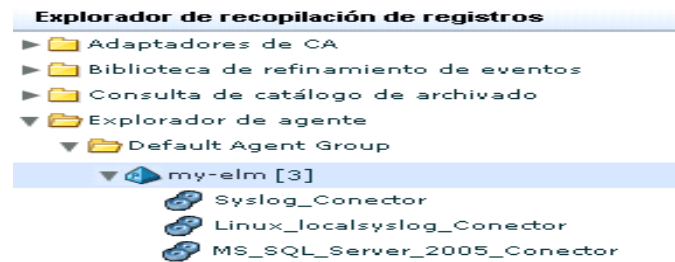 Explorador de recopilación de registros
Adaptadores de CA
Biblioteca de refinamiento de eventos
Consulta de catálogo de archivado
Explorador de agente
Default Agent Group
my-elm [3]
Syslog_Conector
Linux_localsyslog_Conector
MS_SQL_Server_2005_Conector